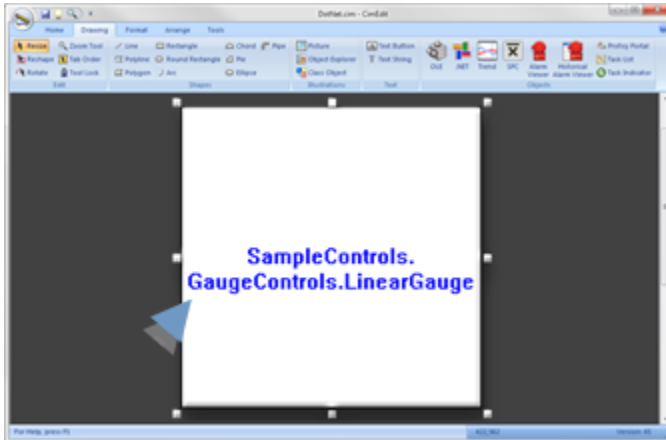 DotNet.cim - CimEdit
Home Drawing Format Arrange Tools
Resize Zoom Tool Line Rectangle Chord Pipe Picture Text Button Proficy Portal
Reshape Tab Order Polyline Round Rectangle Pie Object Explorer Text String OLE .NET Trend SPC Alarm Historical Task List
Rotate Tool Lock Polygon Arc Ellipse Class Object Viewer Alarm Viewer Task Indicator
Edit Shapes Illustrations Text Objects
SampleControls.
GaugeControls.LinearGauge
For Help, press F1